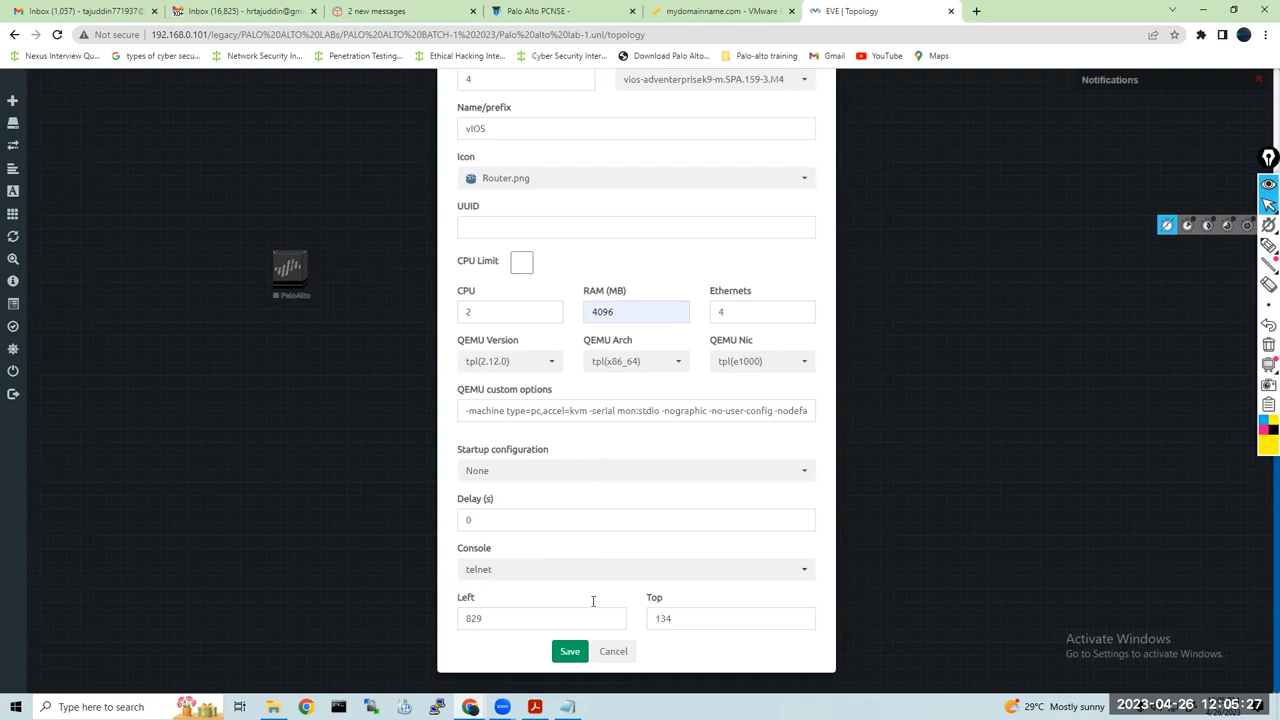 Inbox (1,057) - tajuddin771937@
Inbox (16,825) - hrtajuddin@gm
2 new messages
Palo Alto PCNSE -
mydomainname.com - VMware
EVE | Topology
Not secure | 192.168.0.101/legacy/PALO%20ALTO%20LABs/PALO%20ALTO%20BATCH-1%202023/Palo%20alto%20lab-1.unl/topology
Nexus Interview Qu...
types of cyber secu...
Network Security In...
Penetration Testing...
Ethical Hacking Inte...
Cyber Security Inter...
Download Palo Alto...
Palo-alto training
Gmail
YouTube
Maps
Notifications
4
vios-adventerprisek9-m.SPA.159-3.M4
Name/prefix
vIOS
Icon
Router.png
UUID
CPU Limit
PaloAlto
CPU
RAM (MB)
Ethernets
2
4096
4
QEMU Version
QEMU Arch
QEMU Nic
tpl(2.12.0)
tpl(x86_64)
tpl(e1000)
QEMU custom options
-machine type=pc,accel=kvm -serial mon:stdio -nographic -no-user-config -nodefa
Startup configuration
None
Delay (s)
0
Console
telnet
Left
Top
829
134
Save
Cancel
Activate Windows
Go to Settings to activate Windows.
Type here to search
29°C Mostly sunny
2023-04-26 12:05:27